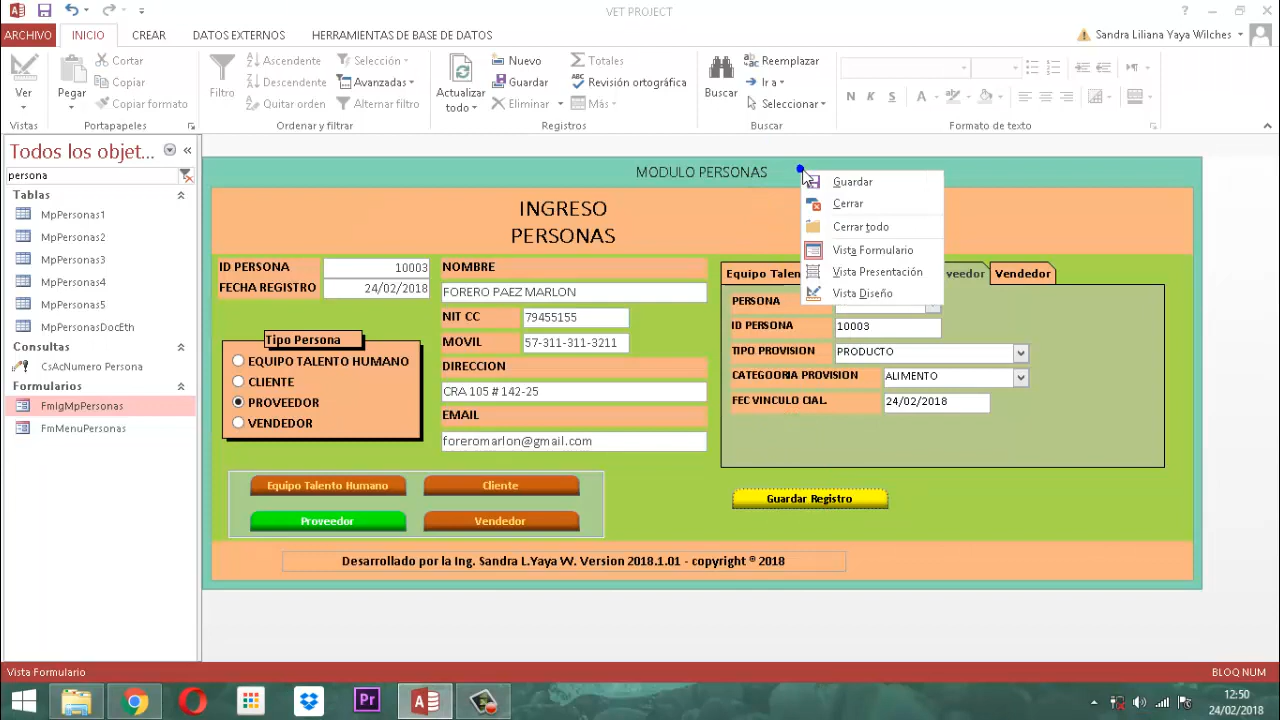 VET PROJECT
ARCHIVO INICIO CREAR DATOS EXTERNOS HERRAMIENTAS DE BASE DE DATOS Sandra Liliana Yaya Wilches
Ver
Vistas
Pegar
Cortar
Copiar
Copiar formato
Portapapeles
Filtro
Ascendente
Descendente
Quitar orden
Selección
Avanzadas
Alternar filtro
Ordenar y filtrar
Actualizar todo
Nuevo
Guardar
Eliminar
Totales
Revisión ortográfica
Más
Registros
Buscar
Reemplazar
Ir a
Seleccionar
Buscar
N K S A
Formato de texto
Todos los objet...
persona
Tablas
MpPersonas1
MpPersonas2
MpPersonas3
MpPersonas4
MpPersonas5
MpPersonasDocEth
Consultas
CsAcNumero Persona
Formularios
FmIgMpPersonas
FmMenuPersonas
MODULO PERSONAS
INGRESO
PERSONAS
Guardar
Cerrar
Cerrar todo
Vista Formulario
Vista Presentación
Vista Diseño
ID PERSONA 10003
FECHA REGISTRO 24/02/2018
NOMBRE
FORERO PAEZ MARLON
NIT CC 79455155
MOVIL 57-311-311-3211
DIRECCION
CRA 105 # 142-25
EMAIL
foreromarlon@gmail.com
Tipo Persona
EQUIPO TALENTO HUMANO
CLIENTE
PROVEEDOR
VENDEDOR
Equipo Talento Humano Cliente
Proveedor Vendedor
Equipo Talen veedor Vendedor
PERSONA
ID PERSONA 10003
TIPO PROVISION PRODUCTO
CATEGOORIA PROVISION ALIMENTO
FEC VINCULO CIAL. 24/02/2018
Guardar Registro
Desarrollado por la Ing. Sandra L.Yaya W. Version 2018.1.01 - copyright ® 2018
Vista Formulario BLOQ NUM
Pr
12:50
24/02/2018